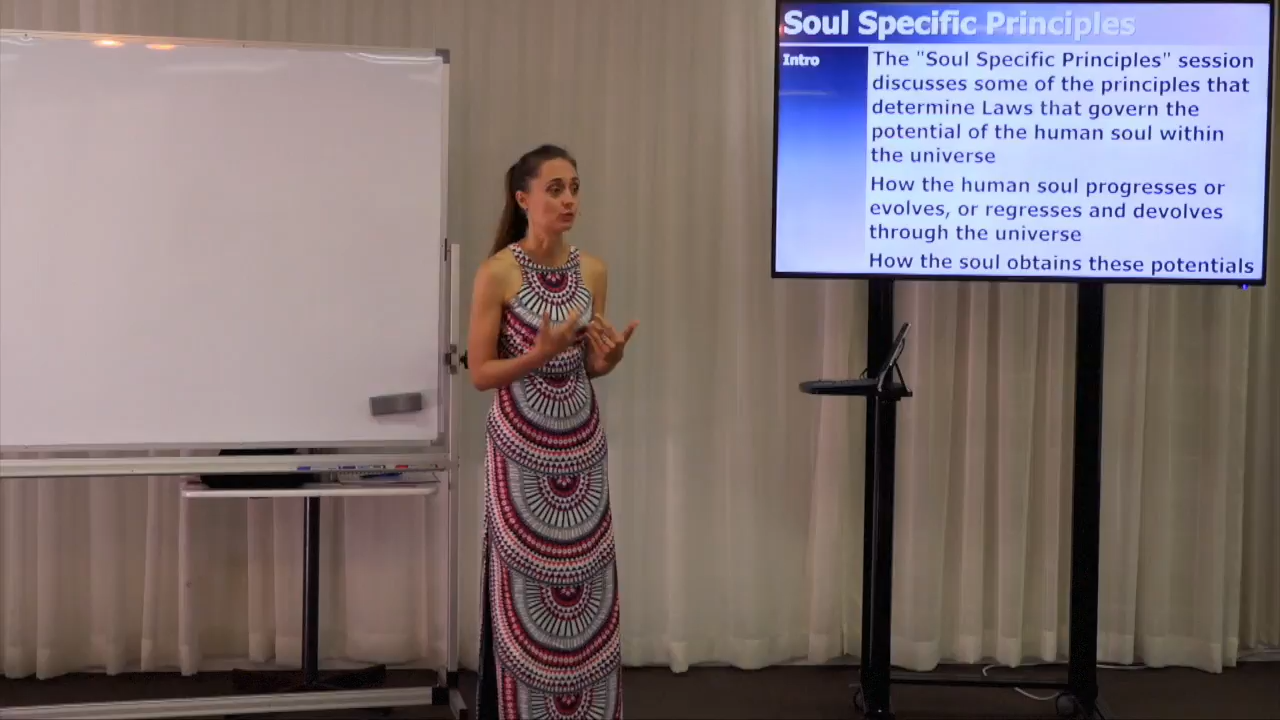 Soul Specific Principles
Intro
The "Soul Specific Principles" session
discusses some of the principles that
determine Laws that govern the
potential of the human soul within
the universe
How the human soul progresses or
evolves, or regresses and devolves
through the universe
How the soul obtains these potentials